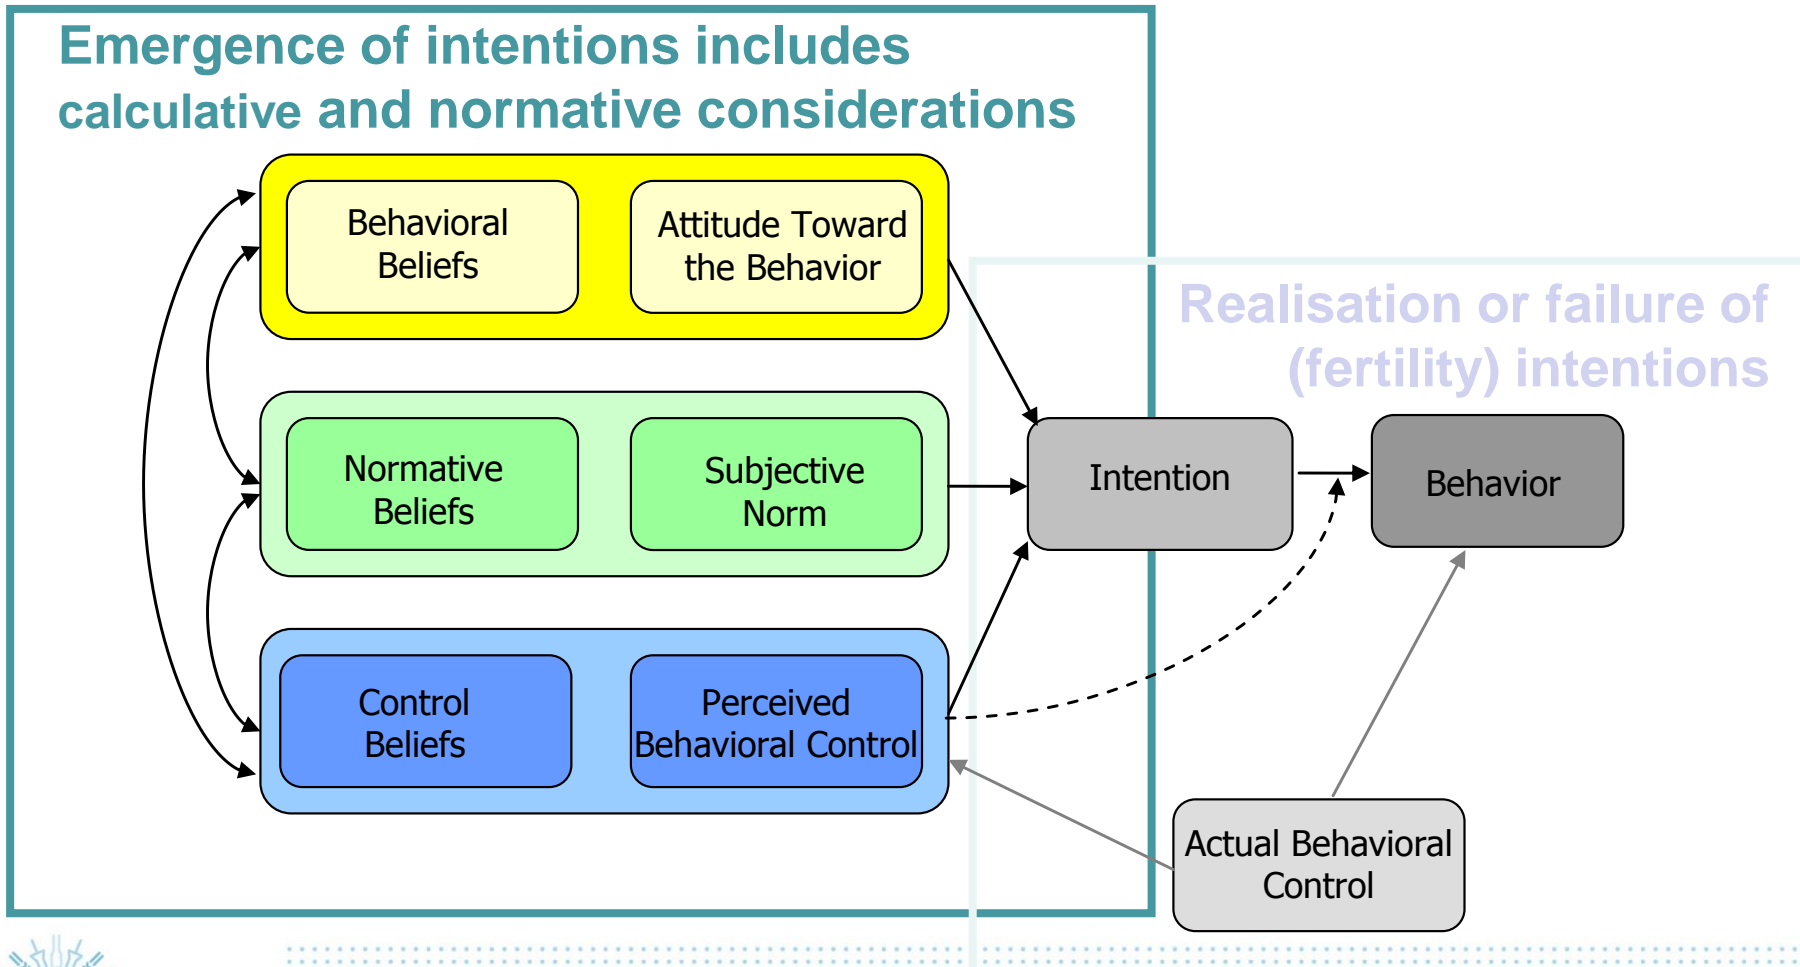 Emergence of intentions includes
calculative and normative considerations
Behavioral
Beliefs
Attitude Toward
the Behavior
Realisation or failure of
(fertility) intentions
Normative
Beliefs
Subjective
Norm
Intention
Behavior
Control
Beliefs
Perceived
Behavioral Control
Actual Behavioral
Control